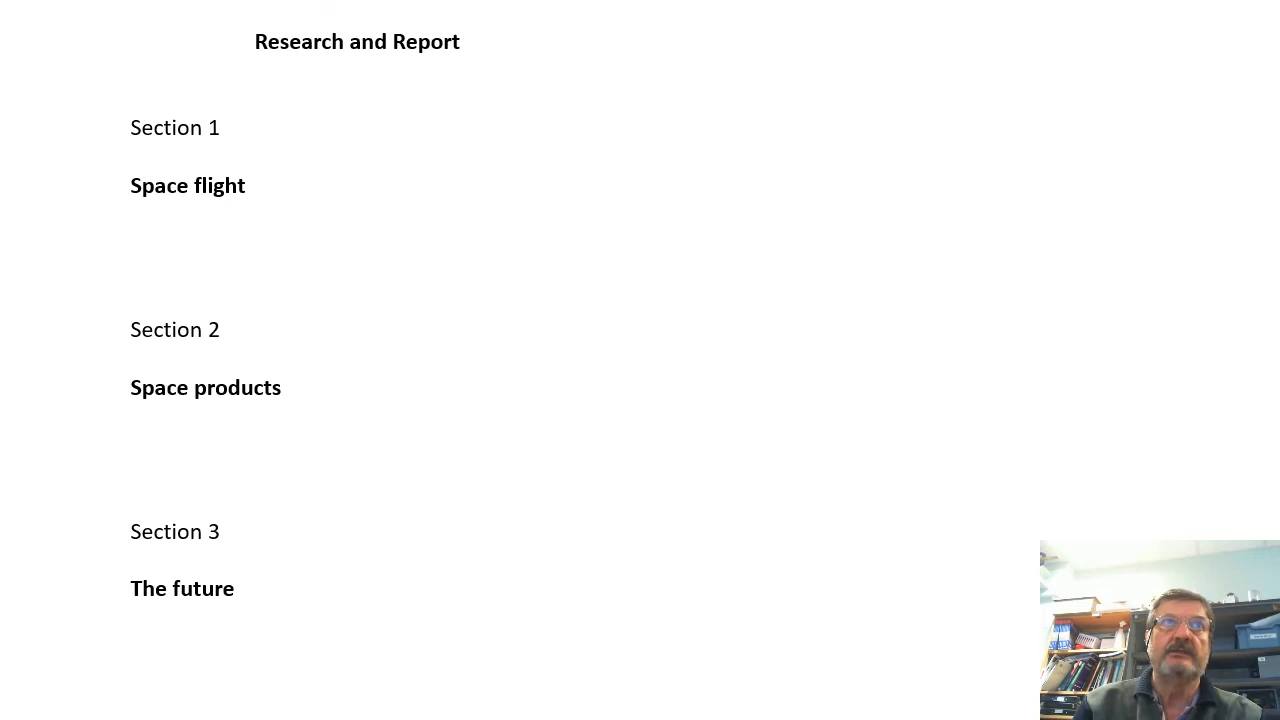 Research and Report
Section 1
Space flight
Section 2
Space products
Section 3
The future